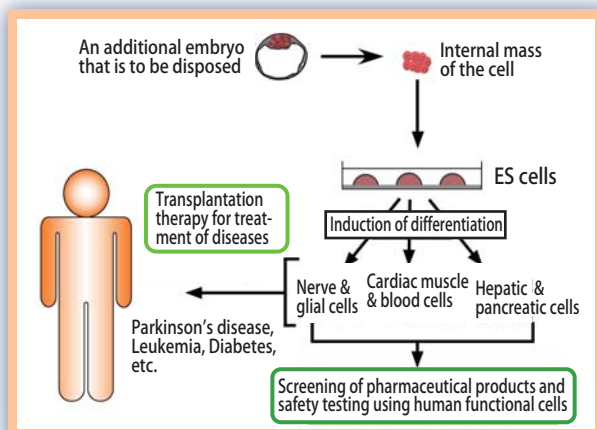 An additional embryo
that is to be disposed
Internal mass
of the cell
ES cells
Transplantation
therapy for treat-
ment of diseases
Induction of differentiation
Nerve &
glial cells
Cardiac muscle
& blood cells
Hepatic &
pancreatic cells
Parkinson's disease,
Leukemia, Diabetes,
etc.
Screening of pharmaceutical products and
safety testing using human functional cells